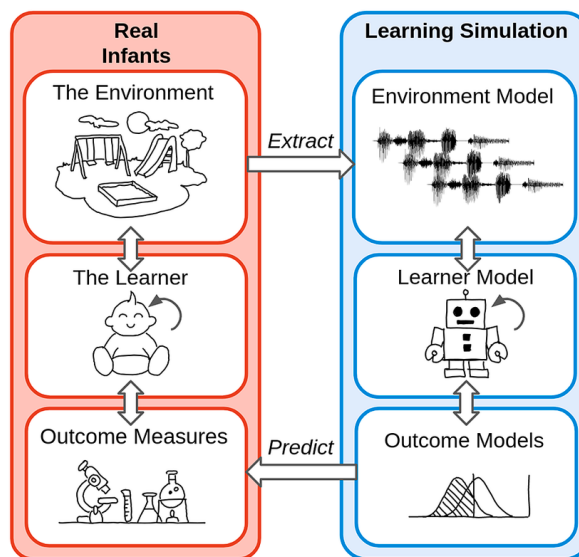 Real
Infants
The Environment
The Learner
Outcome Measures
Extract
Predict
Learning Simulation
Environment Model
Learner Model
Outcome Models